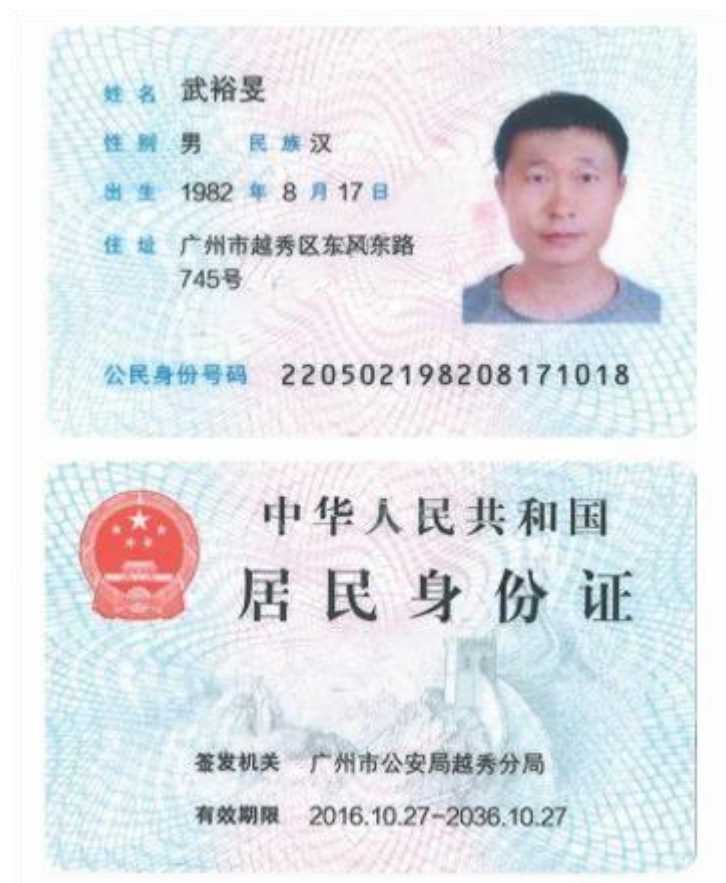 姓名 武裕旻
性别 男 民族 汉
出生 1982 年 8 月 17 日
住址 广州市越秀区东风东路
745号
公民身份号码 220502198208171018
中华人民共和国
居民身份证
签发机关 广州市公安局越秀分局
有效期限 2016.10.27-2036.10.27